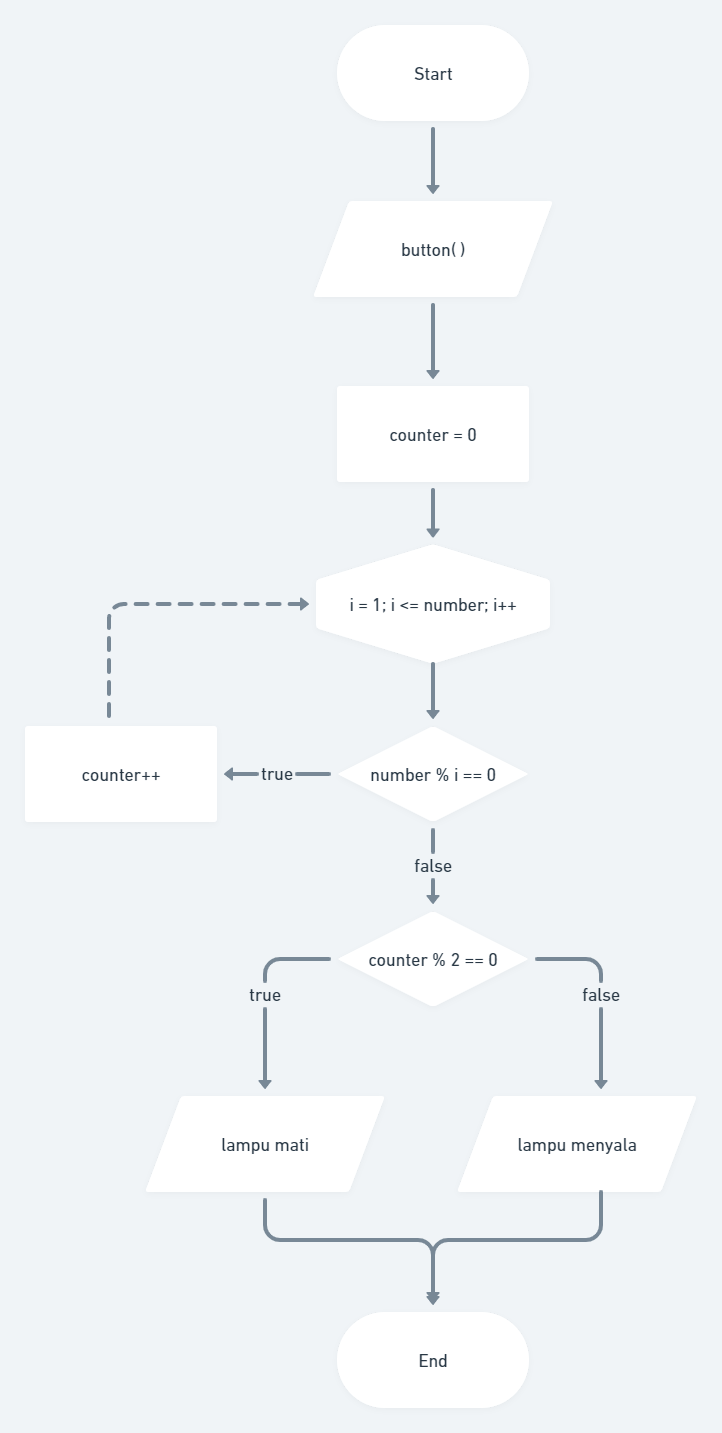 Start
button( )
counter = 0
i = 1; i <= number; i++
number % i == 0
true
counter++
false
counter % 2 == 0
true
false
lampu mati
lampu menyala
End